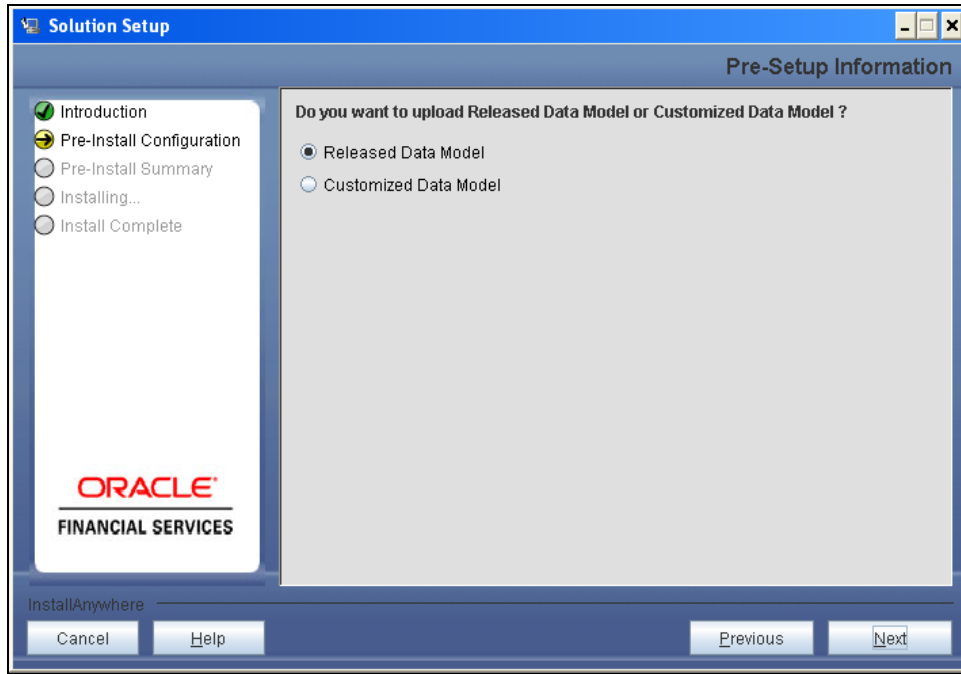 Solution Setup
Pre-Setup Information
Introduction
Pre-Install Configuration
Pre-Install Summary
Installing...
Install Complete
ORACLE
FINANCIAL SERVICES
Do you want to upload Released Data Model or Customized Data Model ?
Released Data Model
Customized Data Model
InstallAnywhere
Cancel
Help
Previous
Next